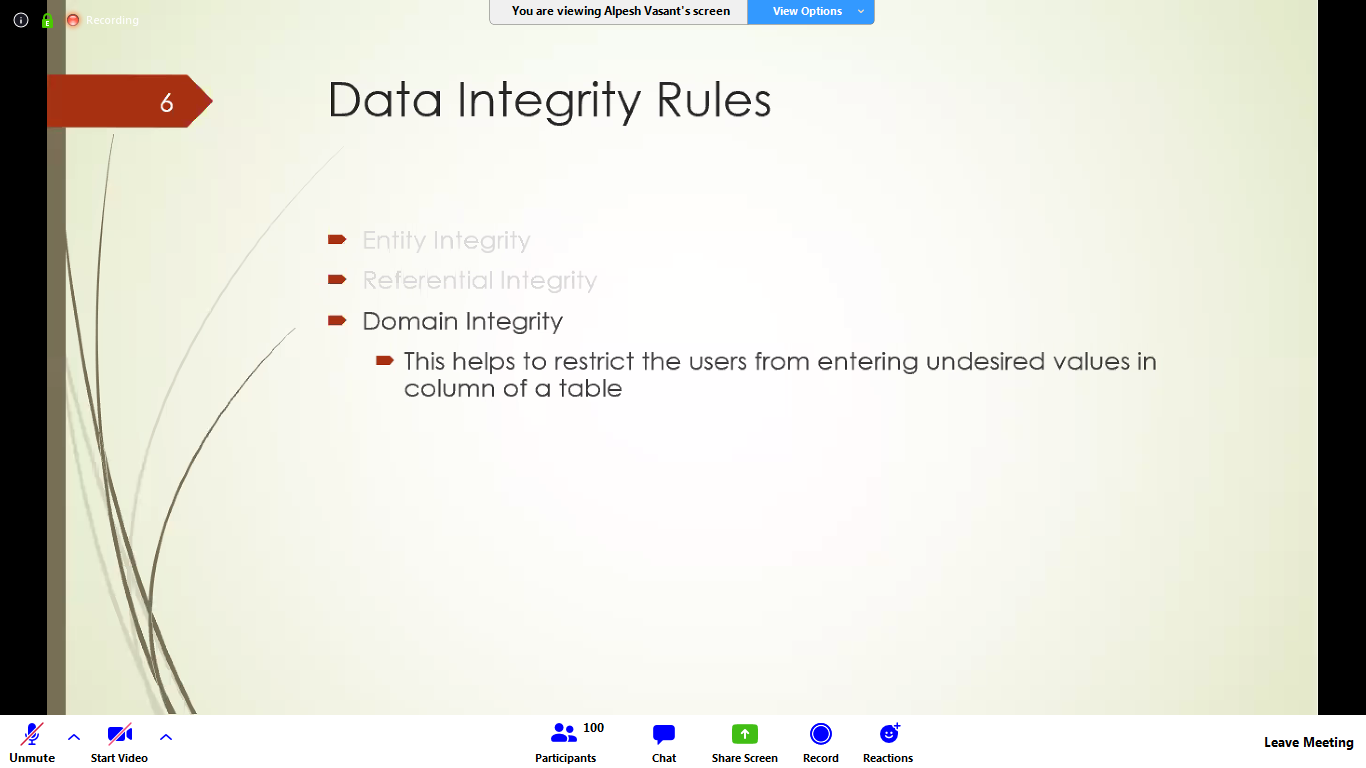 Recording
You are viewing Alpesh Vasant's screen
View Options
6
Data Integrity Rules
Entity Integrity
Referential Integrity
Domain Integrity
This helps to restrict the users from entering undesired values in
column of a table
Unmute
Start Video
Participants
100
Chat
Share Screen
Record
Reactions
Leave Meeting